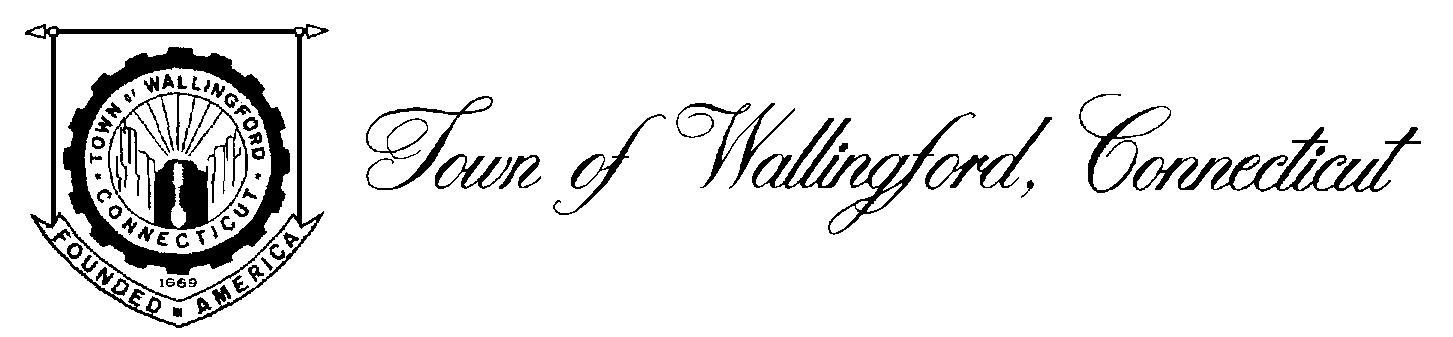 TOWN OF WALLINGFORD
CONNECTICUT
1669
FOUNDED IN AMERICA
Town of Wallingford, Connecticut